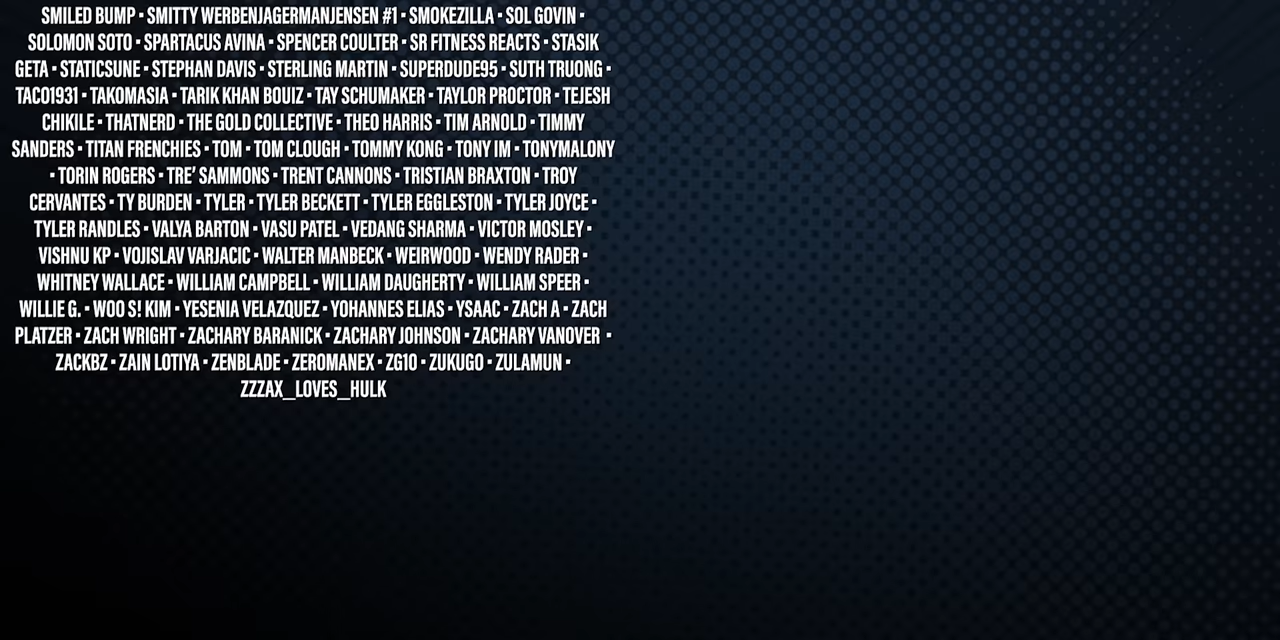 SMILED BUMP • SMITTY WERBENJAGERMANJENSEN #1 • SMOKEZILLA • SOL GOVIN •
SOLOMON SOTO • SPARTACUS AVINA • SPENCER COULTER • SR FITNESS REACTS • STASIK
GETA • STATICSUNE • STEPHAN DAVIS • STERLING MARTIN • SUPERDUDE95 • SUTH TRUONG •
TACO1931 • TAKOMASIA • TARIK KHAN BOUIZ • TAY SCHUMAKER • TAYLOR PROCTOR • TEJESH
CHIKILE • THATNERD • THE GOLD COLLECTIVE • THEO HARRIS • TIM ARNOLD • TIMMY
SANDERS • TITAN FRENCHIES • TOM • TOM CLOUGH • TOMMY KONG • TONY IM • TONYMALONY
• TORIN ROGERS • TRE' SAMMONS • TRENT CANNONS • TRISTIAN BRAXTON • TROY
CERVANTES • TY BURDEN • TYLER • TYLER BECKETT • TYLER EGGLESTON • TYLER JOYCE •
TYLER RANDLES • VALYA BARTON • VASU PATEL • VEDANG SHARMA • VICTOR MOSLEY •
VISHNU KP • VOJISLAV VARJACIC • WALTER MANBECK • WEIRWOOD • WENDY RADER •
WHITNEY WALLACE • WILLIAM CAMPBELL • WILLIAM DAUGHERTY • WILLIAM SPEER •
WILLIE G. • WOO S! KIM • YESENIA VELAZQUEZ • YOHANNES ELIAS • YSAAC • ZACH A • ZACH
PLATZER • ZACH WRIGHT • ZACHARY BARANICK • ZACHARY JOHNSON • ZACHARY VANOVER •
ZACKBZ • ZAIN LOTIYA • ZENBLADE • ZEROMANEX • ZG10 • ZUKUGO • ZULAMUN •
ZZZAX_LOVES_HULK